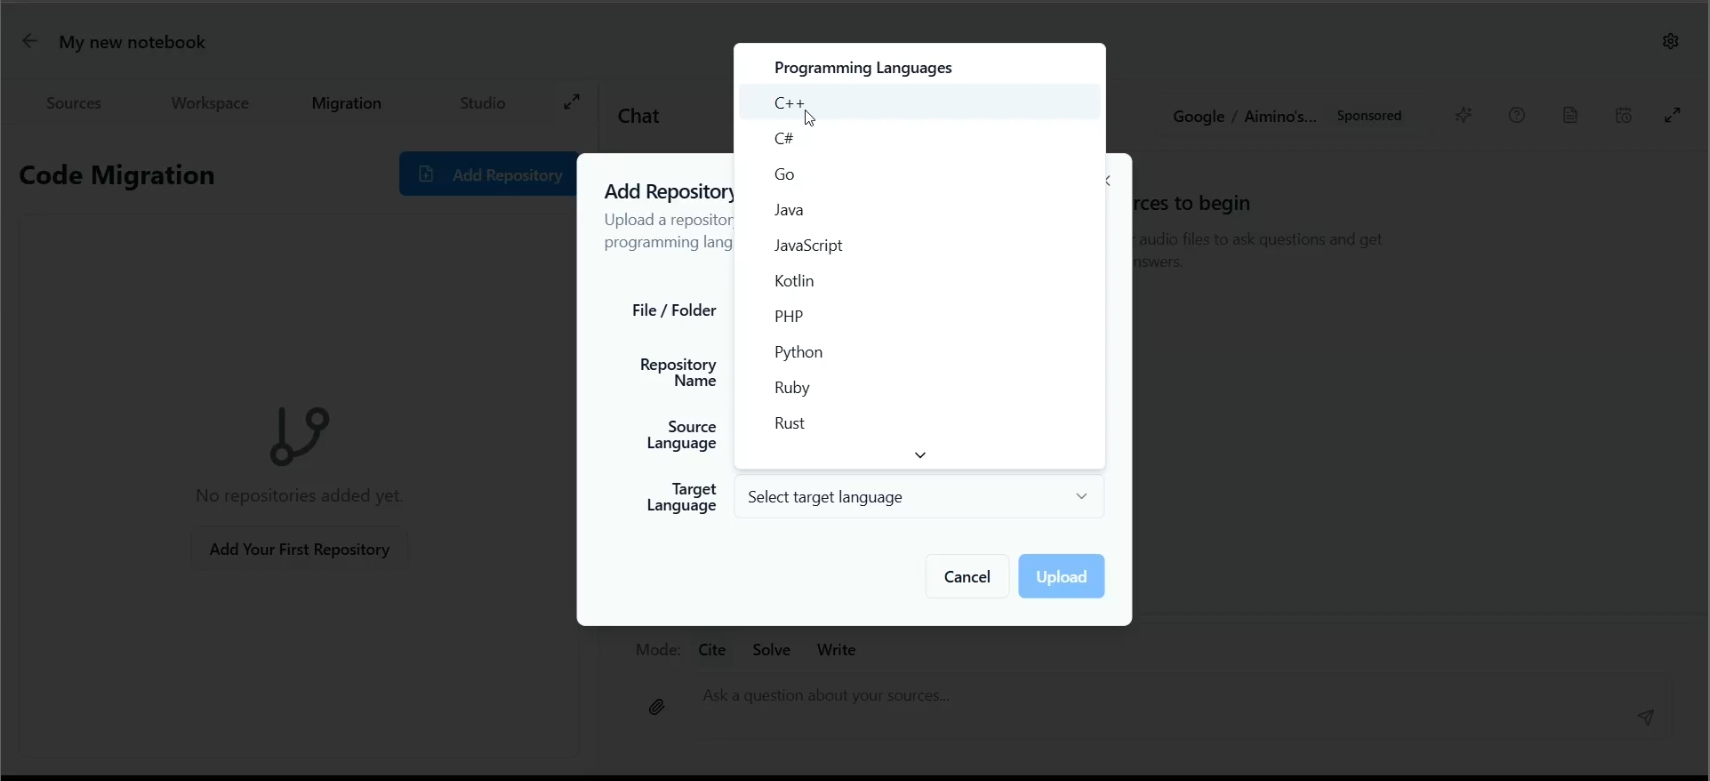 My new notebook
Sources
Workspace
Migration
Studio
Code Migration
Add Repository
No repositories added yet.
Add Your First Repository
Chat
Google / Aimino's...
Sponsored
rces to begin
audio files to ask questions and get
nswers.
Add Repository
Upload a repositor
programming lang
File / Folder
Repository
Name
Source
Language
Target
Language
Programming Languages
C++
C#
Go
Java
JavaScript
Kotlin
PHP
Python
Ruby
Rust
Select target language
Cancel
Upload
Mode:
Cite
Solve
Write
Ask a question about your sources...